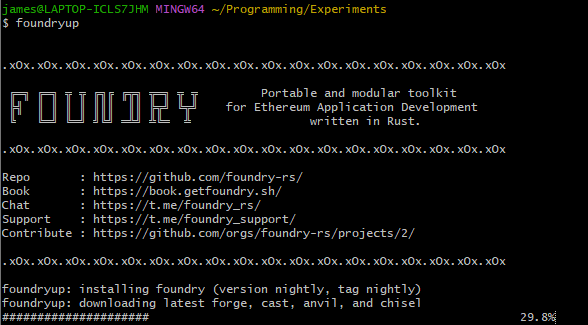 james@LAPTOP-ICLS7JHM MINGW64 ~/Programming/Experiments
$ foundryup
.xOx.xOx.xOx.xOx.xOx.xOx.xOx.xOx.xOx.xOx.xOx.xOx.xOx.xOx.xOx.xOx.xOx.xOx
FOUNDRY
Portable and modular toolkit
for Ethereum Application Development
written in Rust.
.xOx.xOx.xOx.xOx.xOx.xOx.xOx.xOx.xOx.xOx.xOx.xOx.xOx.xOx.xOx.xOx.xOx.xOx
Repo       : https://github.com/foundry-rs/
Book       : https://book.getfoundry.sh/
Chat       : https://t.me/foundry_rs/
Support    : https://t.me/foundry_support/
Contribute : https://github.com/orgs/foundry-rs/projects/2/
.xOx.xOx.xOx.xOx.xOx.xOx.xOx.xOx.xOx.xOx.xOx.xOx.xOx.xOx.xOx.xOx.xOx.xOx
foundryup: installing foundry (version nightly, tag nightly)
foundryup: downloading latest forge, cast, anvil, and chisel
##################### 29.8%